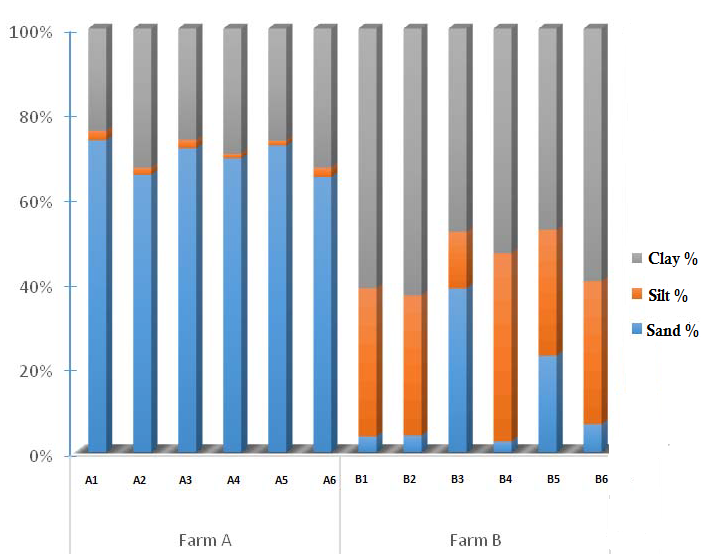 100%
80%
60%
40%
20%
0%
Clay %
Silt %
Sand %
A1 A2 A3 A4 A5 A6 B1 B2 B3 B4 B5 B6
Farm A Farm B